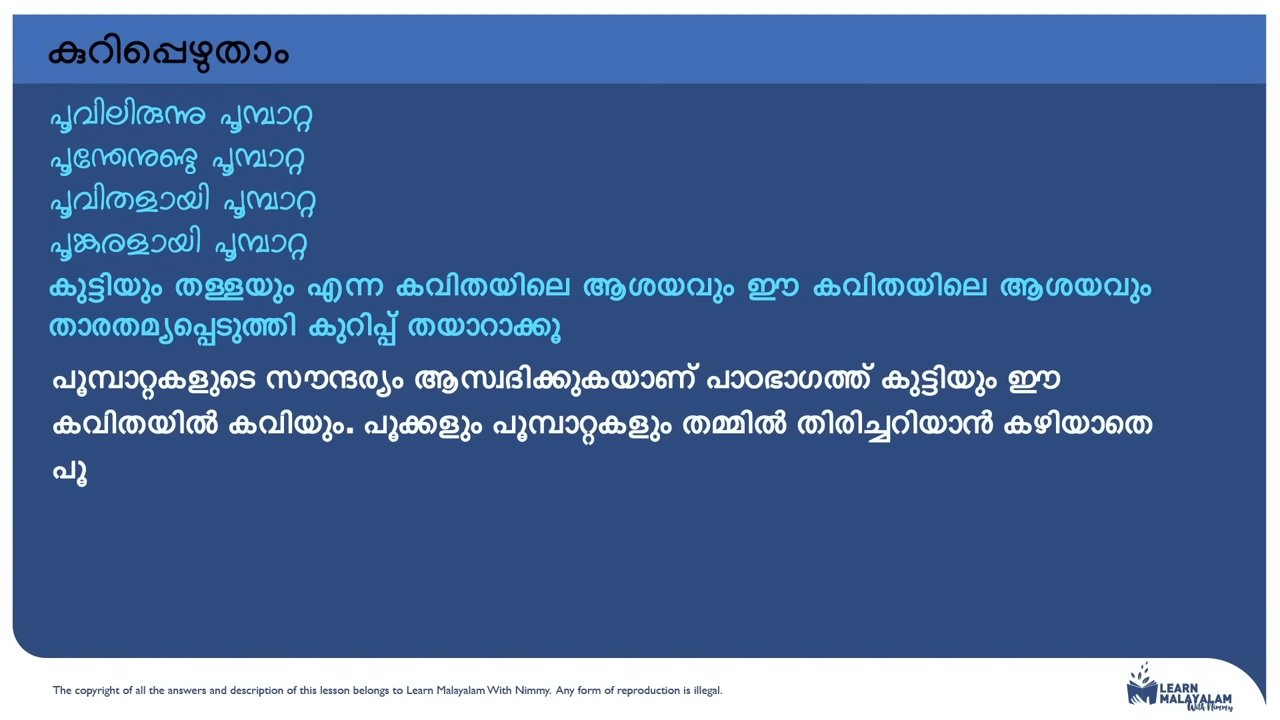 കുറിപ്പെഴുതാം
പൂവിലിരുന്നു പൂമ്പാറ്റ
പൂന്തേനുണ്ടു പൂമ്പാറ്റ
പൂവിതളായി പൂമ്പാറ്റ
പൂങ്കരളായി പൂമ്പാറ്റ
കുട്ടിയും തള്ളയും എന്ന കവിതയിലെ ആശയവും ഈ കവിതയിലെ ആശയവും
താരതമ്യപ്പെടുത്തി കുറിപ്പ് തയാറാക്കൂ
പൂമ്പാറ്റകളുടെ സൗന്ദര്യം ആസ്വദിക്കുകയാണ് പാഠഭാഗത്ത് കുട്ടിയും ഈ
കവിതയിൽ കവിയും. പൂക്കളും പൂമ്പാറ്റകളും തമ്മിൽ തിരിച്ചറിയാൻ കഴിയാതെ
പൂ
The copyright of all the answers and description of this lesson belongs to Learn Malayalam With Nimmy. Any form of reproduction is illegal.
LEARN
MALAYALAM
With Nimmy